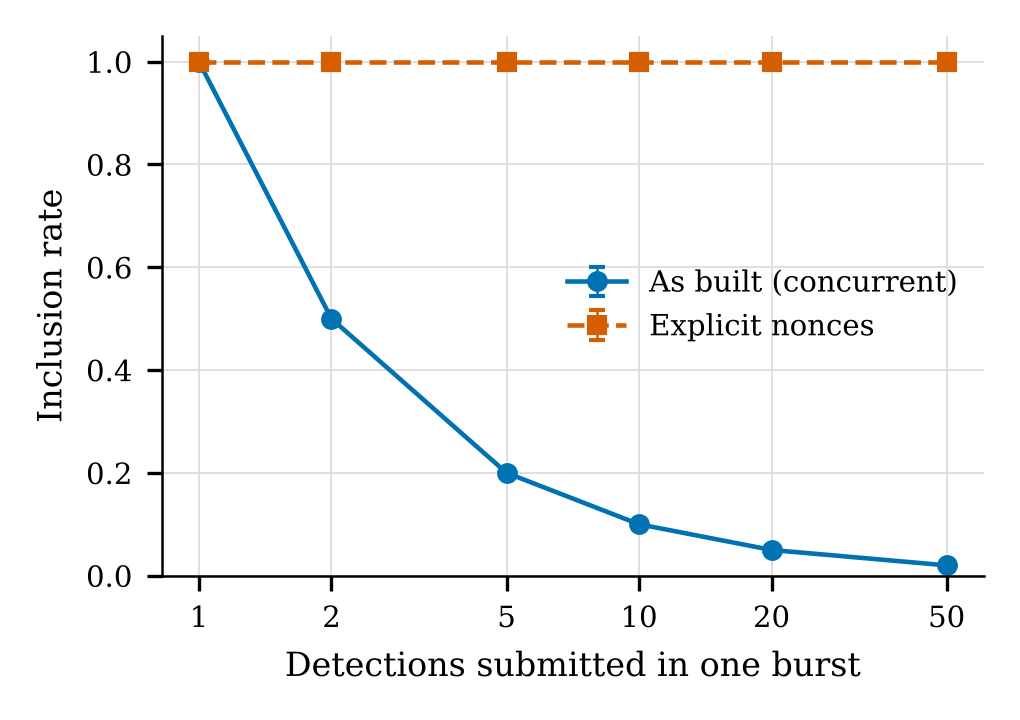 Inclusion rate
1.0
0.8
0.6
0.4
0.2
0.0
As built (concurrent)
Explicit nonces
1 2 5 10 20 50
Detections submitted in one burst